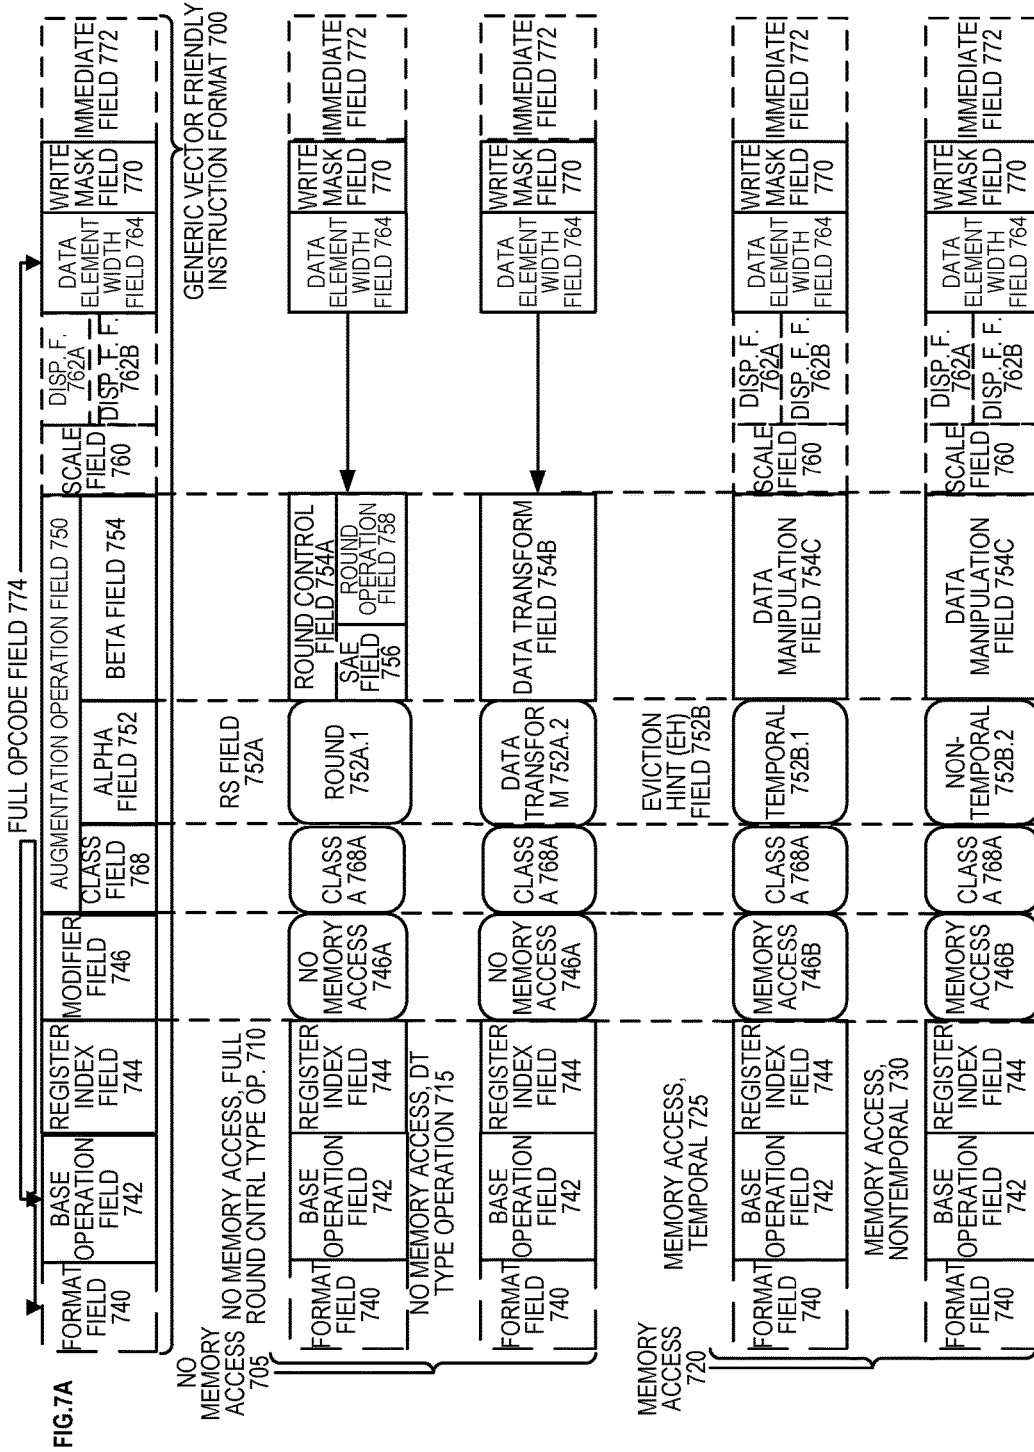 FIG.7A
FULL OPCODE FIELD 774
FORMAT
FIELD
740
BASE
OPERATION
FIELD
742
REGISTER
INDEX
FIELD
744
MODIFIER
FIELD
746
AUGMENTATION OPERATION FIELD 750
CLASS
FIELD
768
ALPHA
FIELD 752
BETA FIELD 754
SCALE
FIELD
760
DISP. F.
762A
DISP. F. F.
762B
DATA
ELEMENT
WIDTH
FIELD 764
WRITE
MASK
FIELD
770
IMMEDIATE
FIELD 772
GENERIC VECTOR FRIENDLY
INSTRUCTION FORMAT 700
NO
MEMORY
ACCESS
705
NO MEMORY ACCESS, FULL
ROUND CNTRL TYPE OP. 710
RS FIELD
752A
FORMAT
FIELD
740
BASE
OPERATION
FIELD
742
REGISTER
INDEX
FIELD
744
NO
MEMORY
ACCESS
746A
CLASS
A 768A
ROUND
752A.1
ROUND CONTROL
FIELD 754A
SAE
FIELD
756
ROUND
OPERATION
FIELD 758
DATA
ELEMENT
WIDTH
FIELD 764
WRITE
MASK
FIELD
770
IMMEDIATE
FIELD 772
NO MEMORY ACCESS, DT
TYPE OPERATION 715
FORMAT
FIELD
740
BASE
OPERATION
FIELD
742
REGISTER
INDEX
FIELD
744
NO
MEMORY
ACCESS
746A
CLASS
A 768A
DATA
TRANSFOR
M 752A.2
DATA TRANSFORM
FIELD 754B
DATA
ELEMENT
WIDTH
FIELD 764
WRITE
MASK
FIELD
770
IMMEDIATE
FIELD 772
MEMORY
ACCESS
720
MEMORY ACCESS,
TEMPORAL 725
EVICTION
HINT (EH)
FIELD 752B
FORMAT
FIELD
740
BASE
OPERATION
FIELD
742
REGISTER
INDEX
FIELD
744
MEMORY
ACCESS
746B
CLASS
A 768A
TEMPORAL
752B.1
DATA
MANIPULATION
FIELD 754C
SCALE
FIELD
760
DISP. F.
762A
DISP. F. F.
762B
DATA
ELEMENT
WIDTH
FIELD 764
WRITE
MASK
FIELD
770
IMMEDIATE
FIELD 772
MEMORY ACCESS,
NONTEMPORAL 730
FORMAT
FIELD
740
BASE
OPERATION
FIELD
742
REGISTER
INDEX
FIELD
744
MEMORY
ACCESS
746B
CLASS
A 768A
NON-
TEMPORAL
752B.2
DATA
MANIPULATION
FIELD 754C
SCALE
FIELD
760
DISP. F.
762A
DISP. F. F.
762B
DATA
ELEMENT
WIDTH
FIELD 764
WRITE
MASK
FIELD
770
IMMEDIATE
FIELD 772